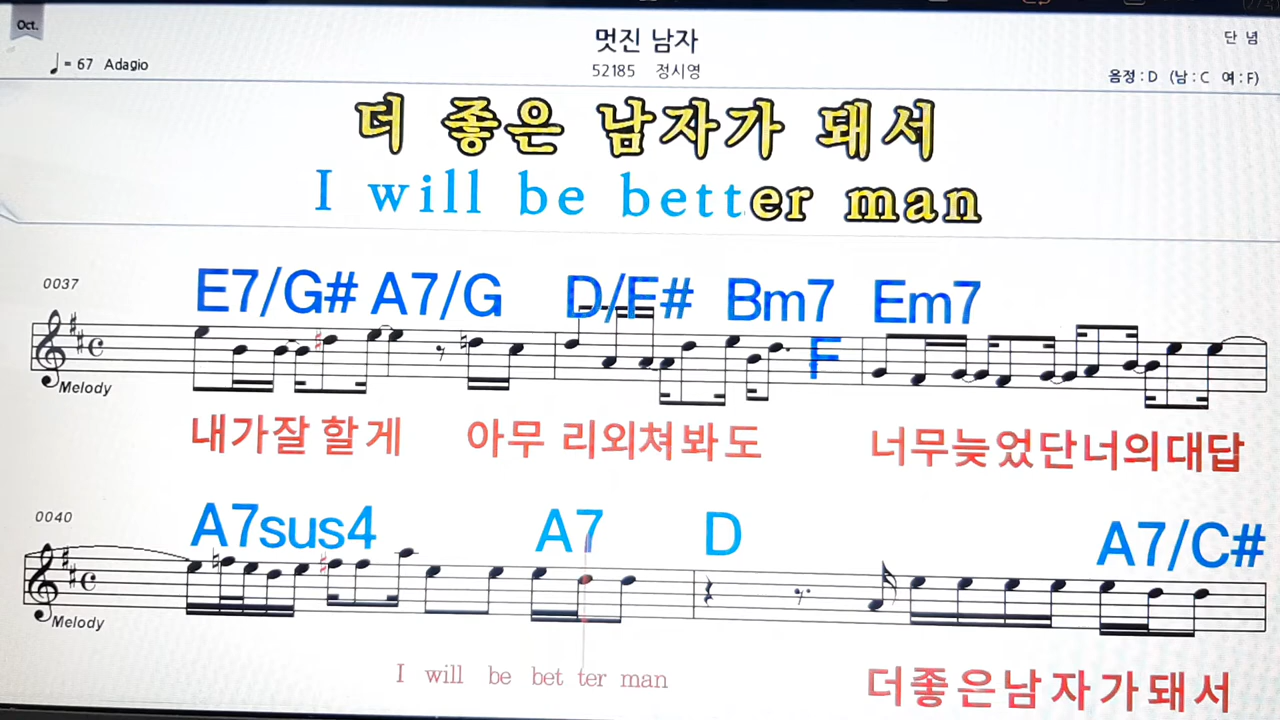 Oct.
멋진 남자
단 념
♩= 67 Adagio
52185 정시영
음정 : D (남 : C 여 : F)
더 좋은 남자가 돼서
I will be better man
0037
E7/G# A7/G D/F# Bm7 Em7
F
Melody
내가잘 할게 아무 리외쳐봐도 너무늦었단너의대답
0040
A7sus4 A7 D A7/C#
Melody
I will be bet ter man 더좋은남자가돼서